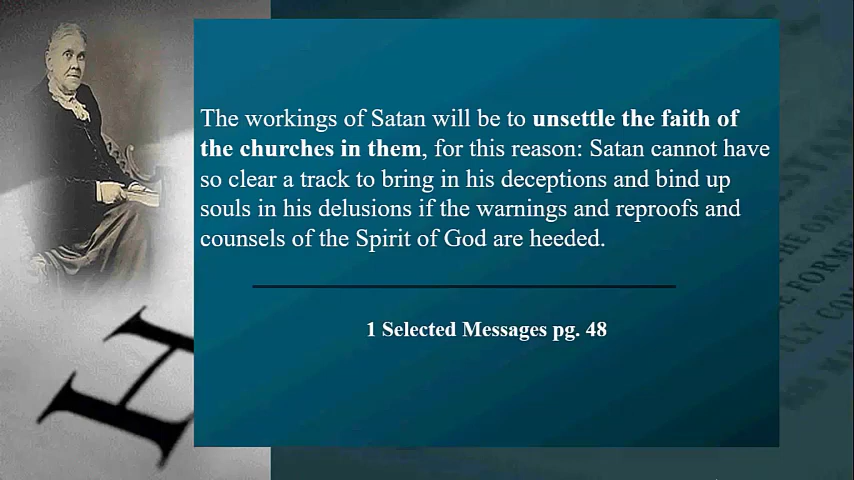 The workings of Satan will be to unsettle the faith of
the churches in them, for this reason: Satan cannot have
so clear a track to bring in his deceptions and bind up
souls in his delusions if the warnings and reproofs and
counsels of the Spirit of God are heeded.
1 Selected Messages pg. 48
H